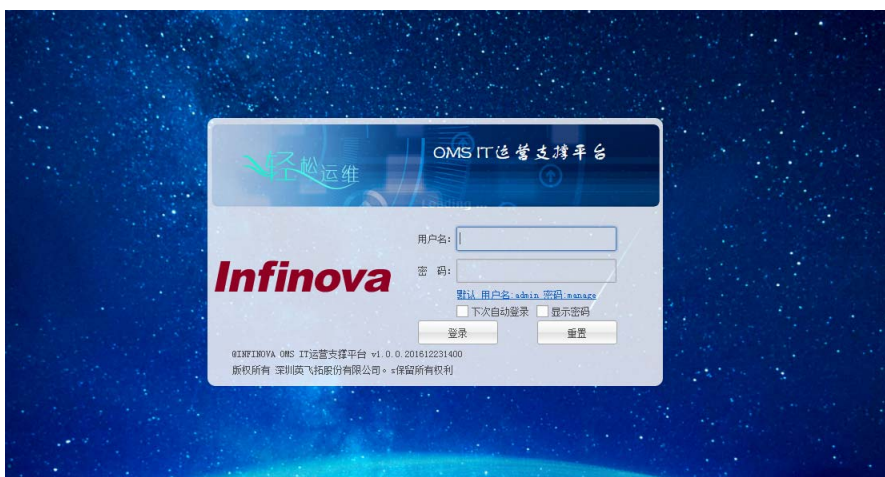 轻松运维
OMS IT运营支撑平台
Loading ...
用户名:
Infinova
密 码:
默认 用户名:admin 密码:manage
下次自动登录 显示密码
登录 重置
@INFINOVA OMS IT运营支撑平台 v1.0.0.201612231400
版权所有 深圳英飞拓股份有限公司。s保留所有权利